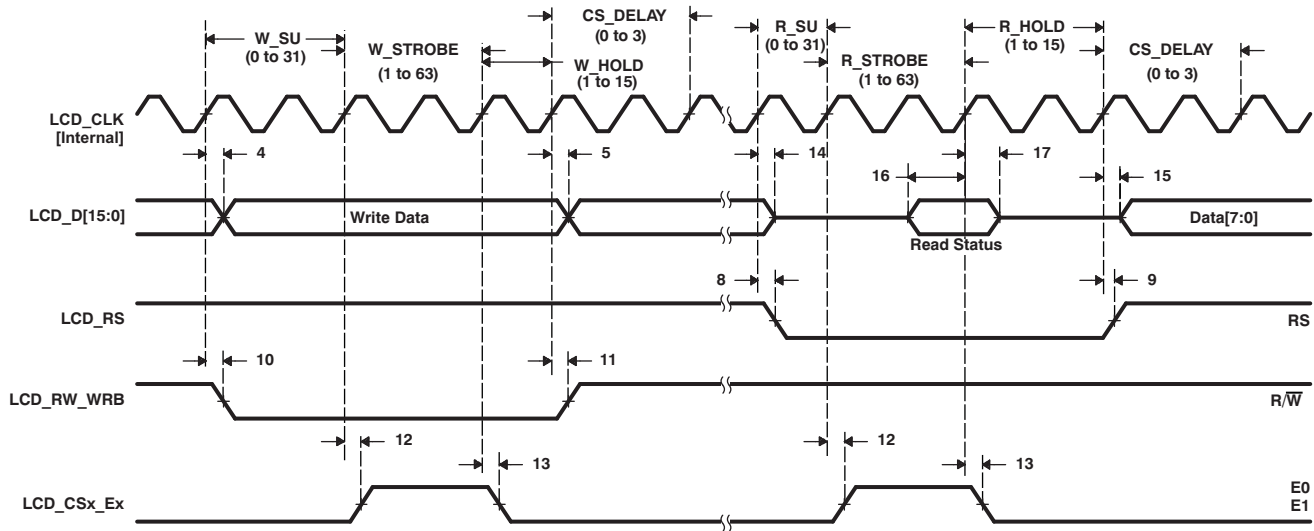 CS_DELAY
(0 to 3)
W_SU
(0 to 31)
W_STROBE
(1 to 63)
W_HOLD
(1 to 15)
R_SU
(0 to 31)
R_STROBE
(1 to 63)
R_HOLD
(1 to 15)
CS_DELAY
(0 to 3)
LCD_CLK
[Internal]
4
5
14
16
17
15
LCD_D[15:0]
Write Data
Read Status
Data[7:0]
8
9
LCD_RS
RS
10
11
LCD_RW_WRB
R/W̅
12
13
12
13
LCD_CSx_Ex
E0
E1